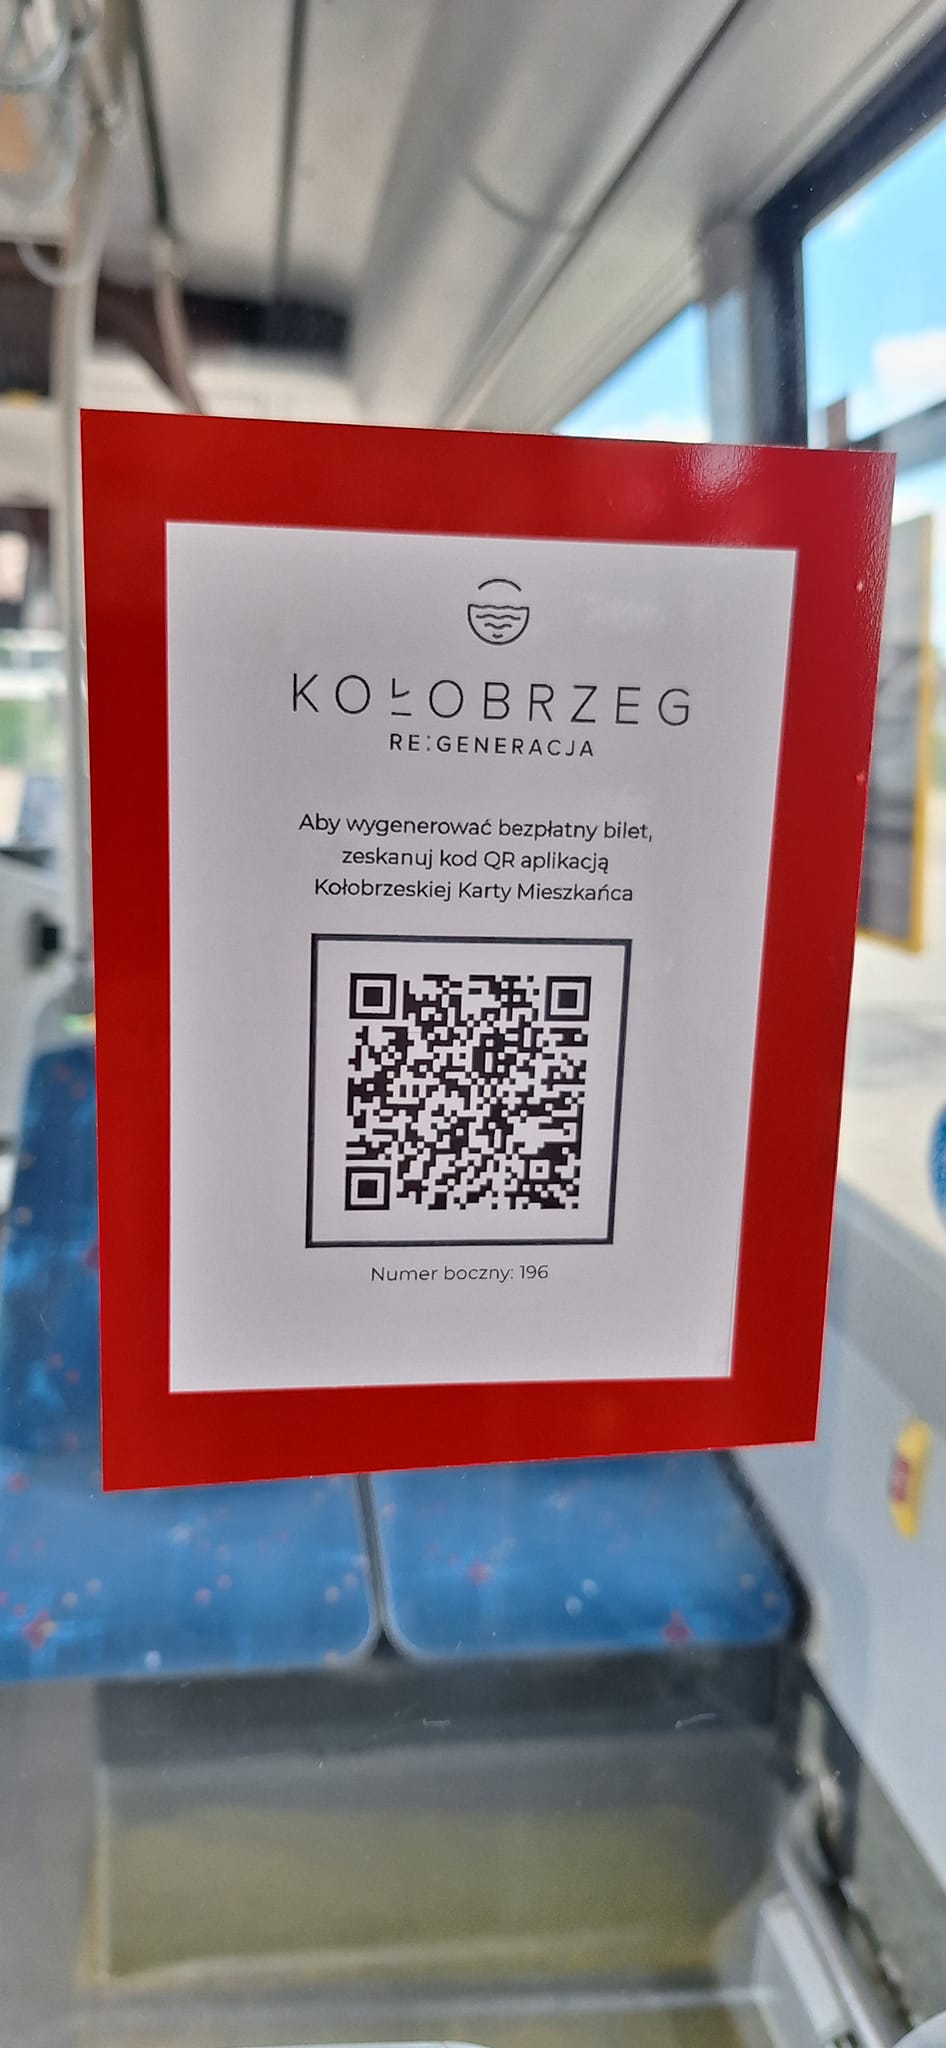 KOŁOBRZEG
RE:GENERACJA
Aby wygenerować bezpłatny bilet,
zeskanuj kod QR aplikacją
Kołobrzeskiej Karty Mieszkańca
Numer boczny: 196